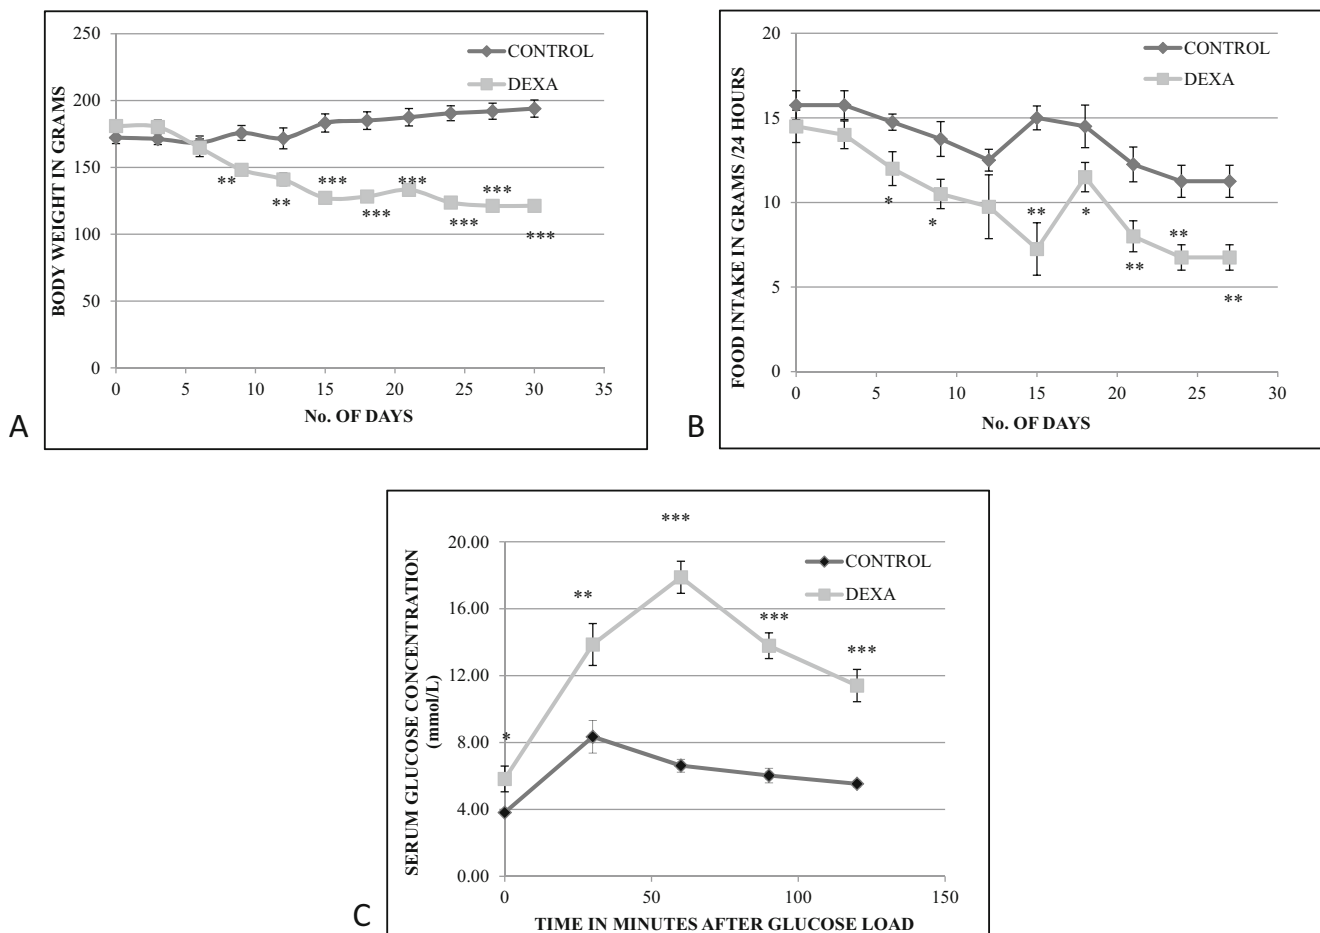 250
200
150
100
50
0
BODY WEIGHT IN GRAMS
CONTROL
DEXA
**
**
***
***
***
***
***
***
0 5 10 15 20 25 30 35
No. OF DAYS
A
20
15
10
5
0
FOOD INTAKE IN GRAMS /24 HOURS
CONTROL
DEXA
*
*
**
*
**
**
**
0 5 10 15 20 25 30
No. OF DAYS
B
20.00
16.00
12.00
8.00
4.00
0.00
SERUM GLUCOSE CONCENTRATION
(mmol/L)
CONTROL
DEXA
*
**
***
***
***
0 50 100 150
TIME IN MINUTES AFTER GLUCOSE LOAD
C